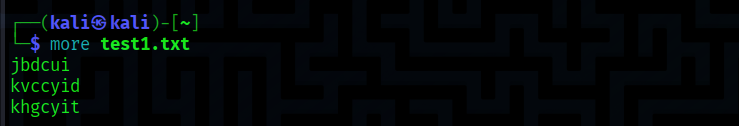 ┌──(kali㉿kali)-[~]
└─$ more test1.txt
jbdcui
kvccyid
khgcyit